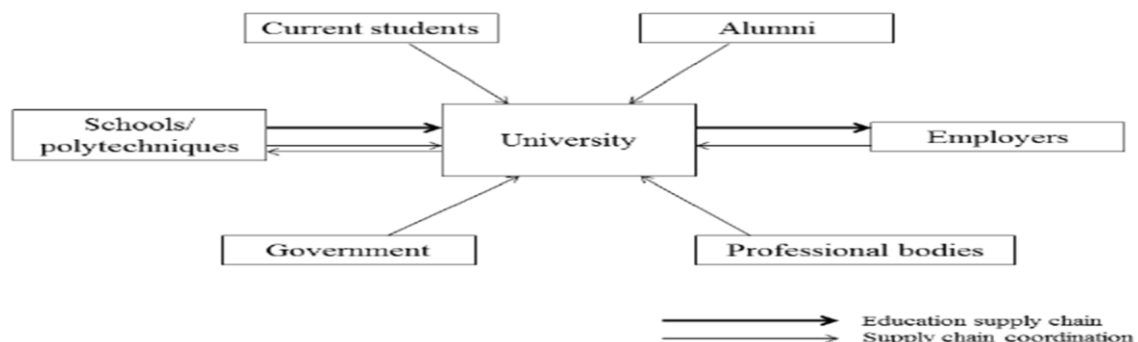 Current students
Alumni
Schools/
polytechniques
University
Employers
Government
Professional bodies
Education supply chain
Supply chain coordination